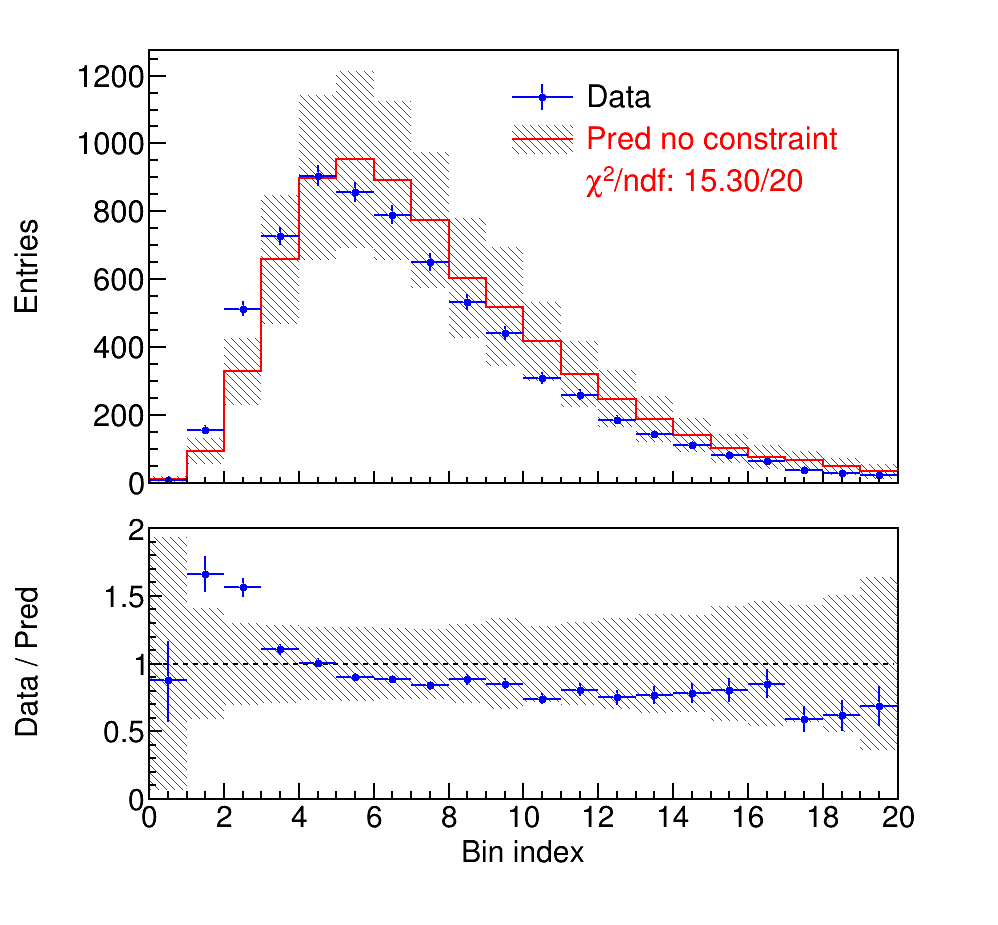 1200
1000
800
600
400
200
0
Entries
Data
Pred no constraint
χ²/ndf: 15.30/20
2
1.5
1
0.5
0
Data / Pred
0 2 4 6 8 10 12 14 16 18 20
Bin index